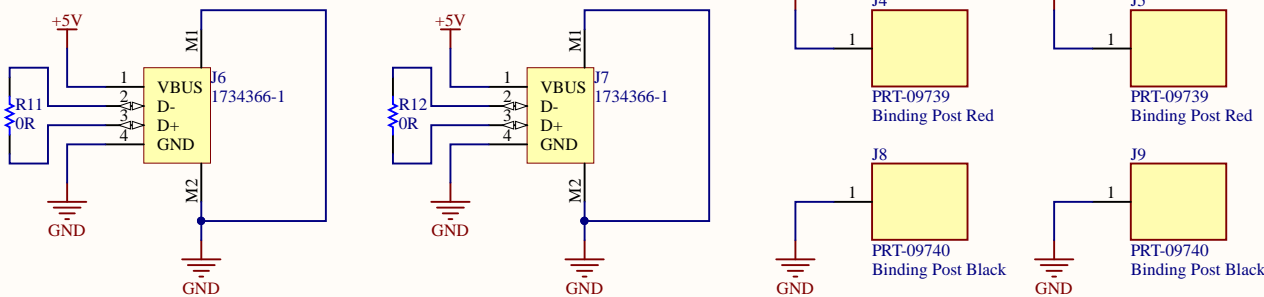 +5V
M1
J6
1734366-1
R11
0R
1
2
3
4
VBUS
D-
D+
GND
M2
GND
GND
+5V
M1
J7
1734366-1
R12
0R
1
2
3
4
VBUS
D-
D+
GND
M2
GND
GND
J4
1
PRT-09739
Binding Post Red
J5
1
PRT-09739
Binding Post Red
J8
1
PRT-09740
Binding Post Black
GND
J9
1
PRT-09740
Binding Post Black
GND